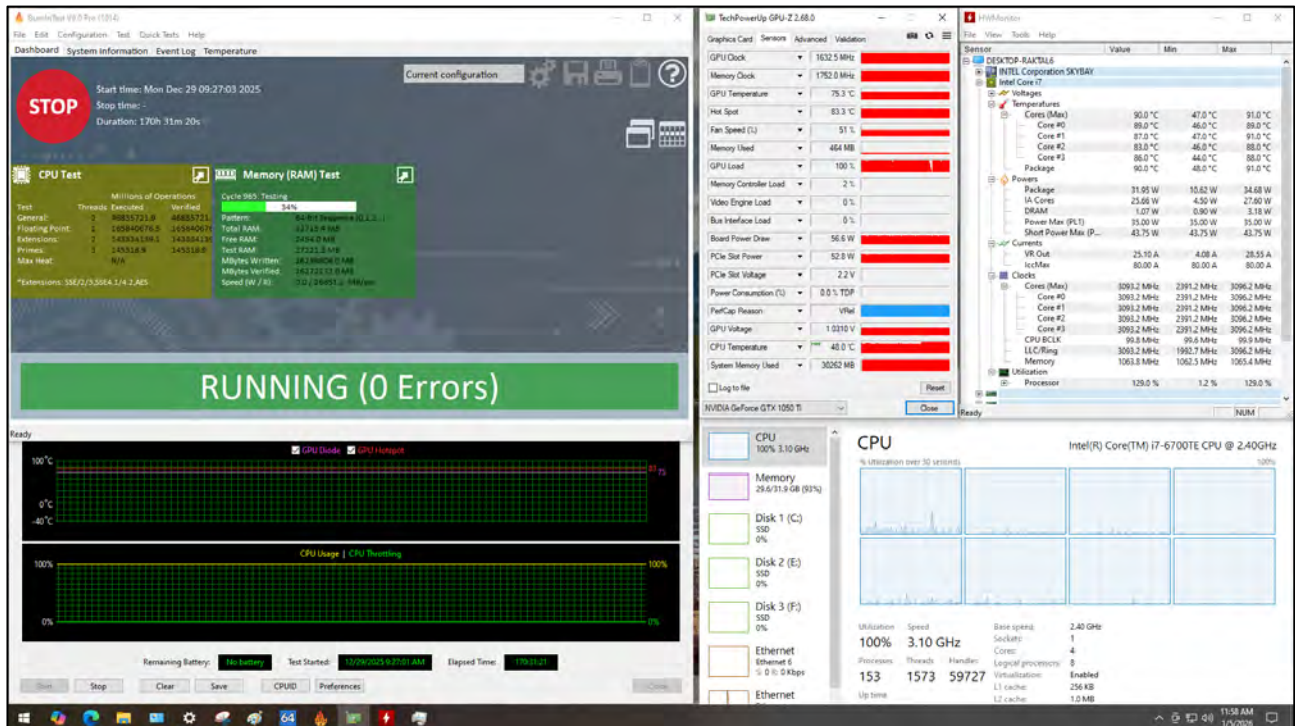 BurnInTest V9.0 Pro (1014)
File Edit Configuration Test Quick Tests Help
Dashboard System Information Event Log Temperature
Current configuration
STOP
Start time: Mon Dec 29 09:27:03 2025
Stop time: -
Duration: 170h 31m 20s
CPU Test
Millions of Operations
Test Threads Executed Verified
General:
Floating Point:
Extensions:
Primes:
Max Heat: N/A
*Extensions: SSE/2/3,SSE4.1/4.2,AES
Memory (RAM) Test
Cycle 985: Testing
54%
Pattern:
Total RAM:
Free RAM:
Test RAM:
MBytes Written:
MBytes Verified:
Speed (W / R):
RUNNING (0 Errors)
Ready
GPU Diode GPU Hotspot
100°C
83 75
0°C
-40°C
CPU Usage | CPU Throttling
100% 100%
0% 0%
Remaining Battery: No battery Test Started: 12/29/2025 9:27:01 AM Elapsed Time: 170:31:21
Start Stop Clear Save CPUID Preferences Close
TechPowerUp GPU-Z 2.68.0
Graphics Card Sensors Advanced Validation
GPU Clock 1632.5 MHz
Memory Clock 1752.0 MHz
GPU Temperature 75.3 °C
Hot Spot 83.3 °C
Fan Speed (%) 51 %
Memory Used 464 MB
GPU Load 100 %
Memory Controller Load 2 %
Video Engine Load 0 %
Bus Interface Load 0 %
Board Power Draw 56.6 W
PCIe Slot Power 52.8 W
PCIe Slot Voltage 2.2 V
Power Consumption (%) 0.0 % TDP
PerfCap Reason VRel
GPU Voltage 1.0310 V
CPU Temperature 48.0 °C
System Memory Used 30262 MB
Log to file Reset
NVIDIA GeForce GTX 1050 Ti Close
HWMonitor
File View Tools Help
Sensor Value Min Max
DESKTOP-RAKTAL6
INTEL Corporation SKYBAY
Intel Core i7
Voltages
Temperatures
Cores (Max) 90.0 °C 47.0 °C 91.0 °C
Core #0 89.0 °C 46.0 °C 89.0 °C
Core #1 87.0 °C 47.0 °C 91.0 °C
Core #2 83.0 °C 46.0 °C 88.0 °C
Core #3 86.0 °C 44.0 °C 88.0 °C
Package 90.0 °C 48.0 °C 91.0 °C
Powers
Package 31.95 W 10.62 W 34.68 W
IA Cores 25.66 W 4.50 W 27.60 W
DRAM 1.07 W 0.90 W 3.18 W
Power Max (PL1) 35.00 W 35.00 W 35.00 W
Short Power Max (P... 43.75 W 43.75 W 43.75 W
Currents
VR Out 25.10 A 4.08 A 28.55 A
IccMax 80.00 A 80.00 A 80.00 A
Clocks
Cores (Max) 3093.2 MHz 2391.2 MHz 3096.2 MHz
Core #0 3093.2 MHz 2391.2 MHz 3096.2 MHz
Core #1 3093.2 MHz 2391.2 MHz 3096.2 MHz
Core #2 3093.2 MHz 2391.2 MHz 3096.2 MHz
Core #3 3093.2 MHz 2391.2 MHz 3096.2 MHz
CPU BCLK 99.8 MHz 99.6 MHz 99.9 MHz
LLC/Ring 3093.2 MHz 1992.7 MHz 3096.2 MHz
Memory 1063.8 MHz 1062.5 MHz 1065.4 MHz
Utilization
Processor 129.0 % 1.2 % 129.0 %
Ready NUM
CPU
100% 3.10 GHz
Memory
29.6/31.9 GB (93%)
Disk 1 (C:)
SSD
0%
Disk 2 (E:)
SSD
0%
Disk 3 (F:)
SSD
0%
Ethernet
Ethernet 6
S: 0 R: 0 Kbps
Ethernet
CPU Intel(R) Core(TM) i7-6700TE CPU @ 2.40GHz
% Utilization over 30 seconds 100%
Utilization Speed
100% 3.10 GHz
Processes Threads Handles
153 1573 59727
Up time
Base speed: 2.40 GHz
Sockets: 1
Cores: 4
Logical processors: 8
Virtualization: Enabled
L1 cache: 256 KB
L2 cache: 1.0 MB
64
11:58 AM
1/5/2026